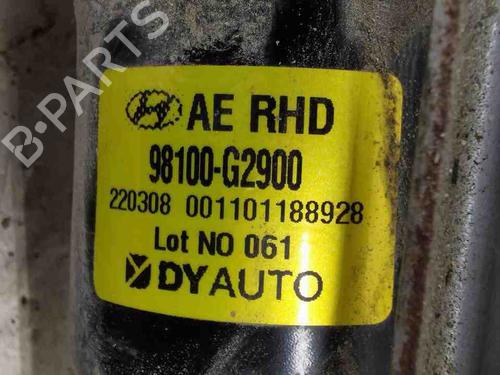 B-PARTS
AE RHD
98100-G2900
220308 001101188928
Lot NO 061
DYAUTO